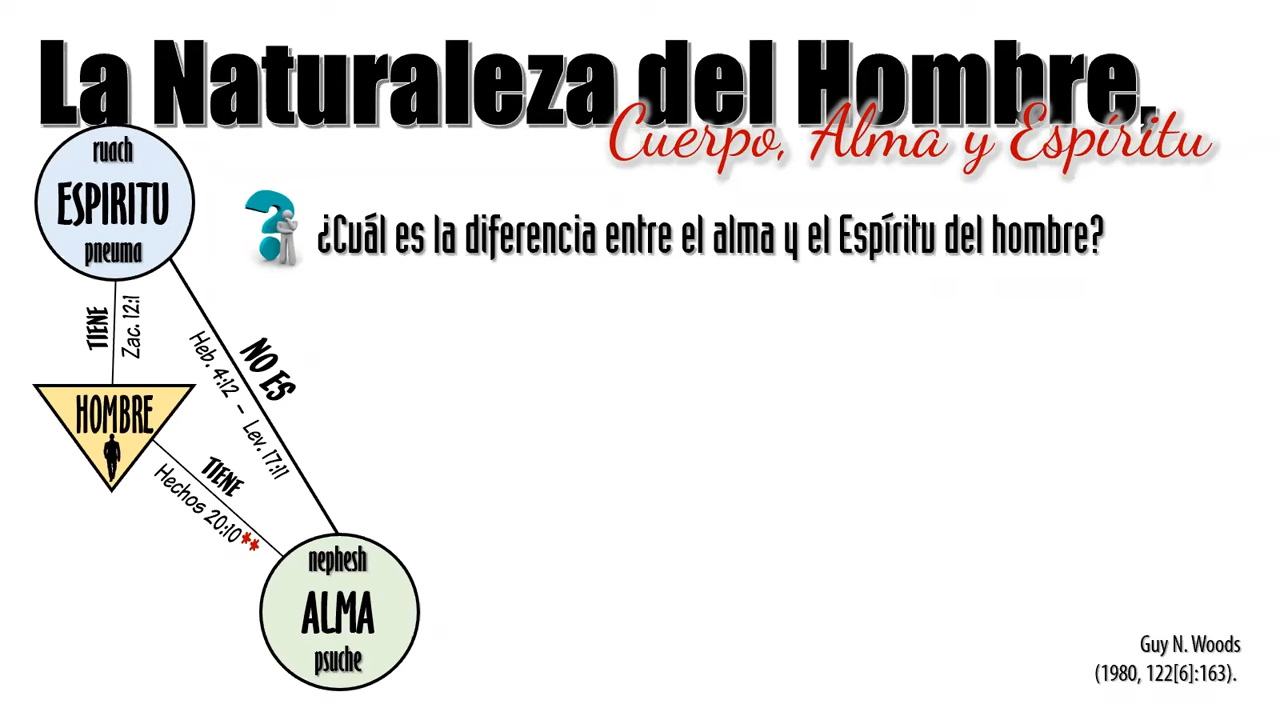 La Naturaleza del Hombre.
Cuerpo, Alma y Espíritu
ruach
ESPIRITU
pneuma
¿Cuál es la diferencia entre el alma y el Espíritu del hombre?
TIENE
Zac. 12:1
NO ES
Heb. 4:12 - Lev. 17:11
HOMBRE
TIENE
Hechos 20:10**
nephesh
ALMA
psuche
Guy N. Woods
(1980, 122[6]:163).